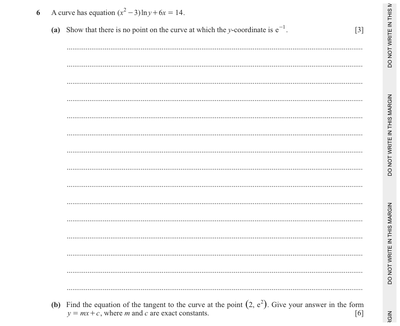 6 A curve has equation (x² − 3)ln y + 6x = 14.
(a) Show that there is no point on the curve at which the y-coordinate is e⁻¹. [3]
(b) Find the equation of the tangent to the curve at the point (2, e²). Give your answer in the form
y = mx + c, where m and c are exact constants. [6]
DO NOT WRITE IN THIS M
DO NOT WRITE IN THIS MARGIN
DO NOT WRITE IN THIS MARGIN
RGIN